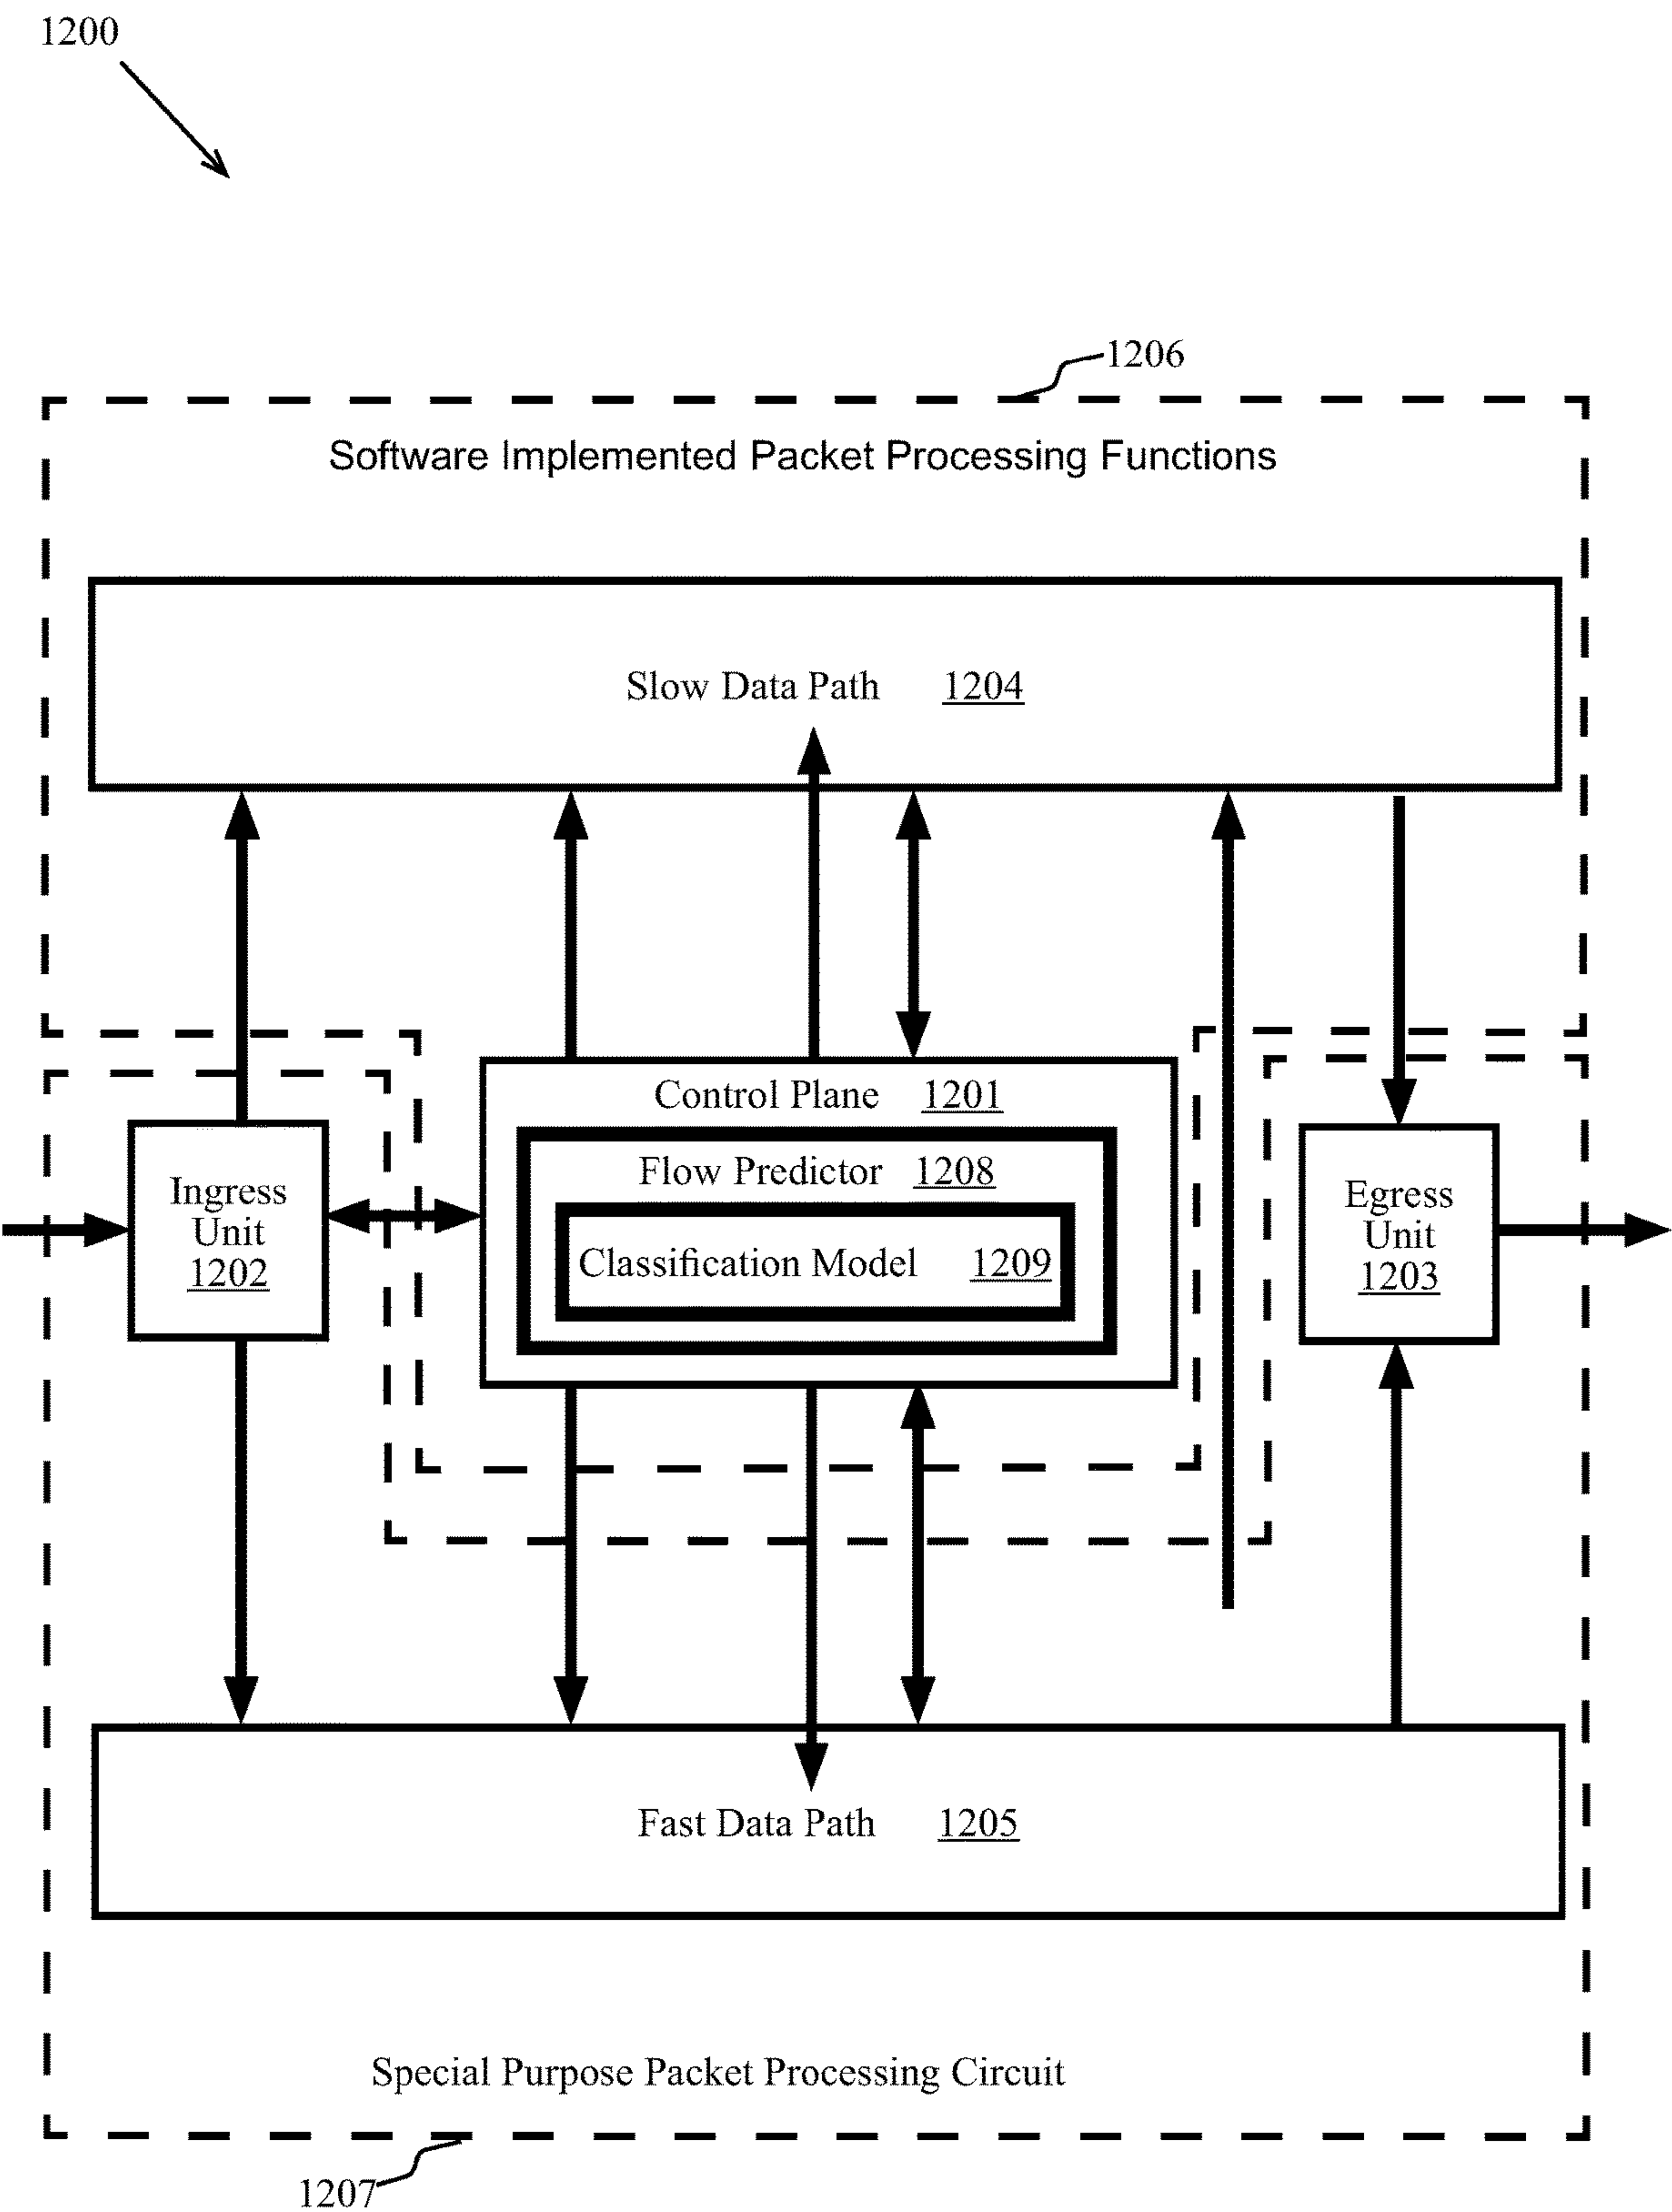 1200
1206
Software Implemented Packet Processing Functions
Slow Data Path 1204
Control Plane 1201
Flow Predictor 1208
Classification Model 1209
Ingress
Unit
1202
Egress
Unit
1203
Fast Data Path 1205
Special Purpose Packet Processing Circuit
1207